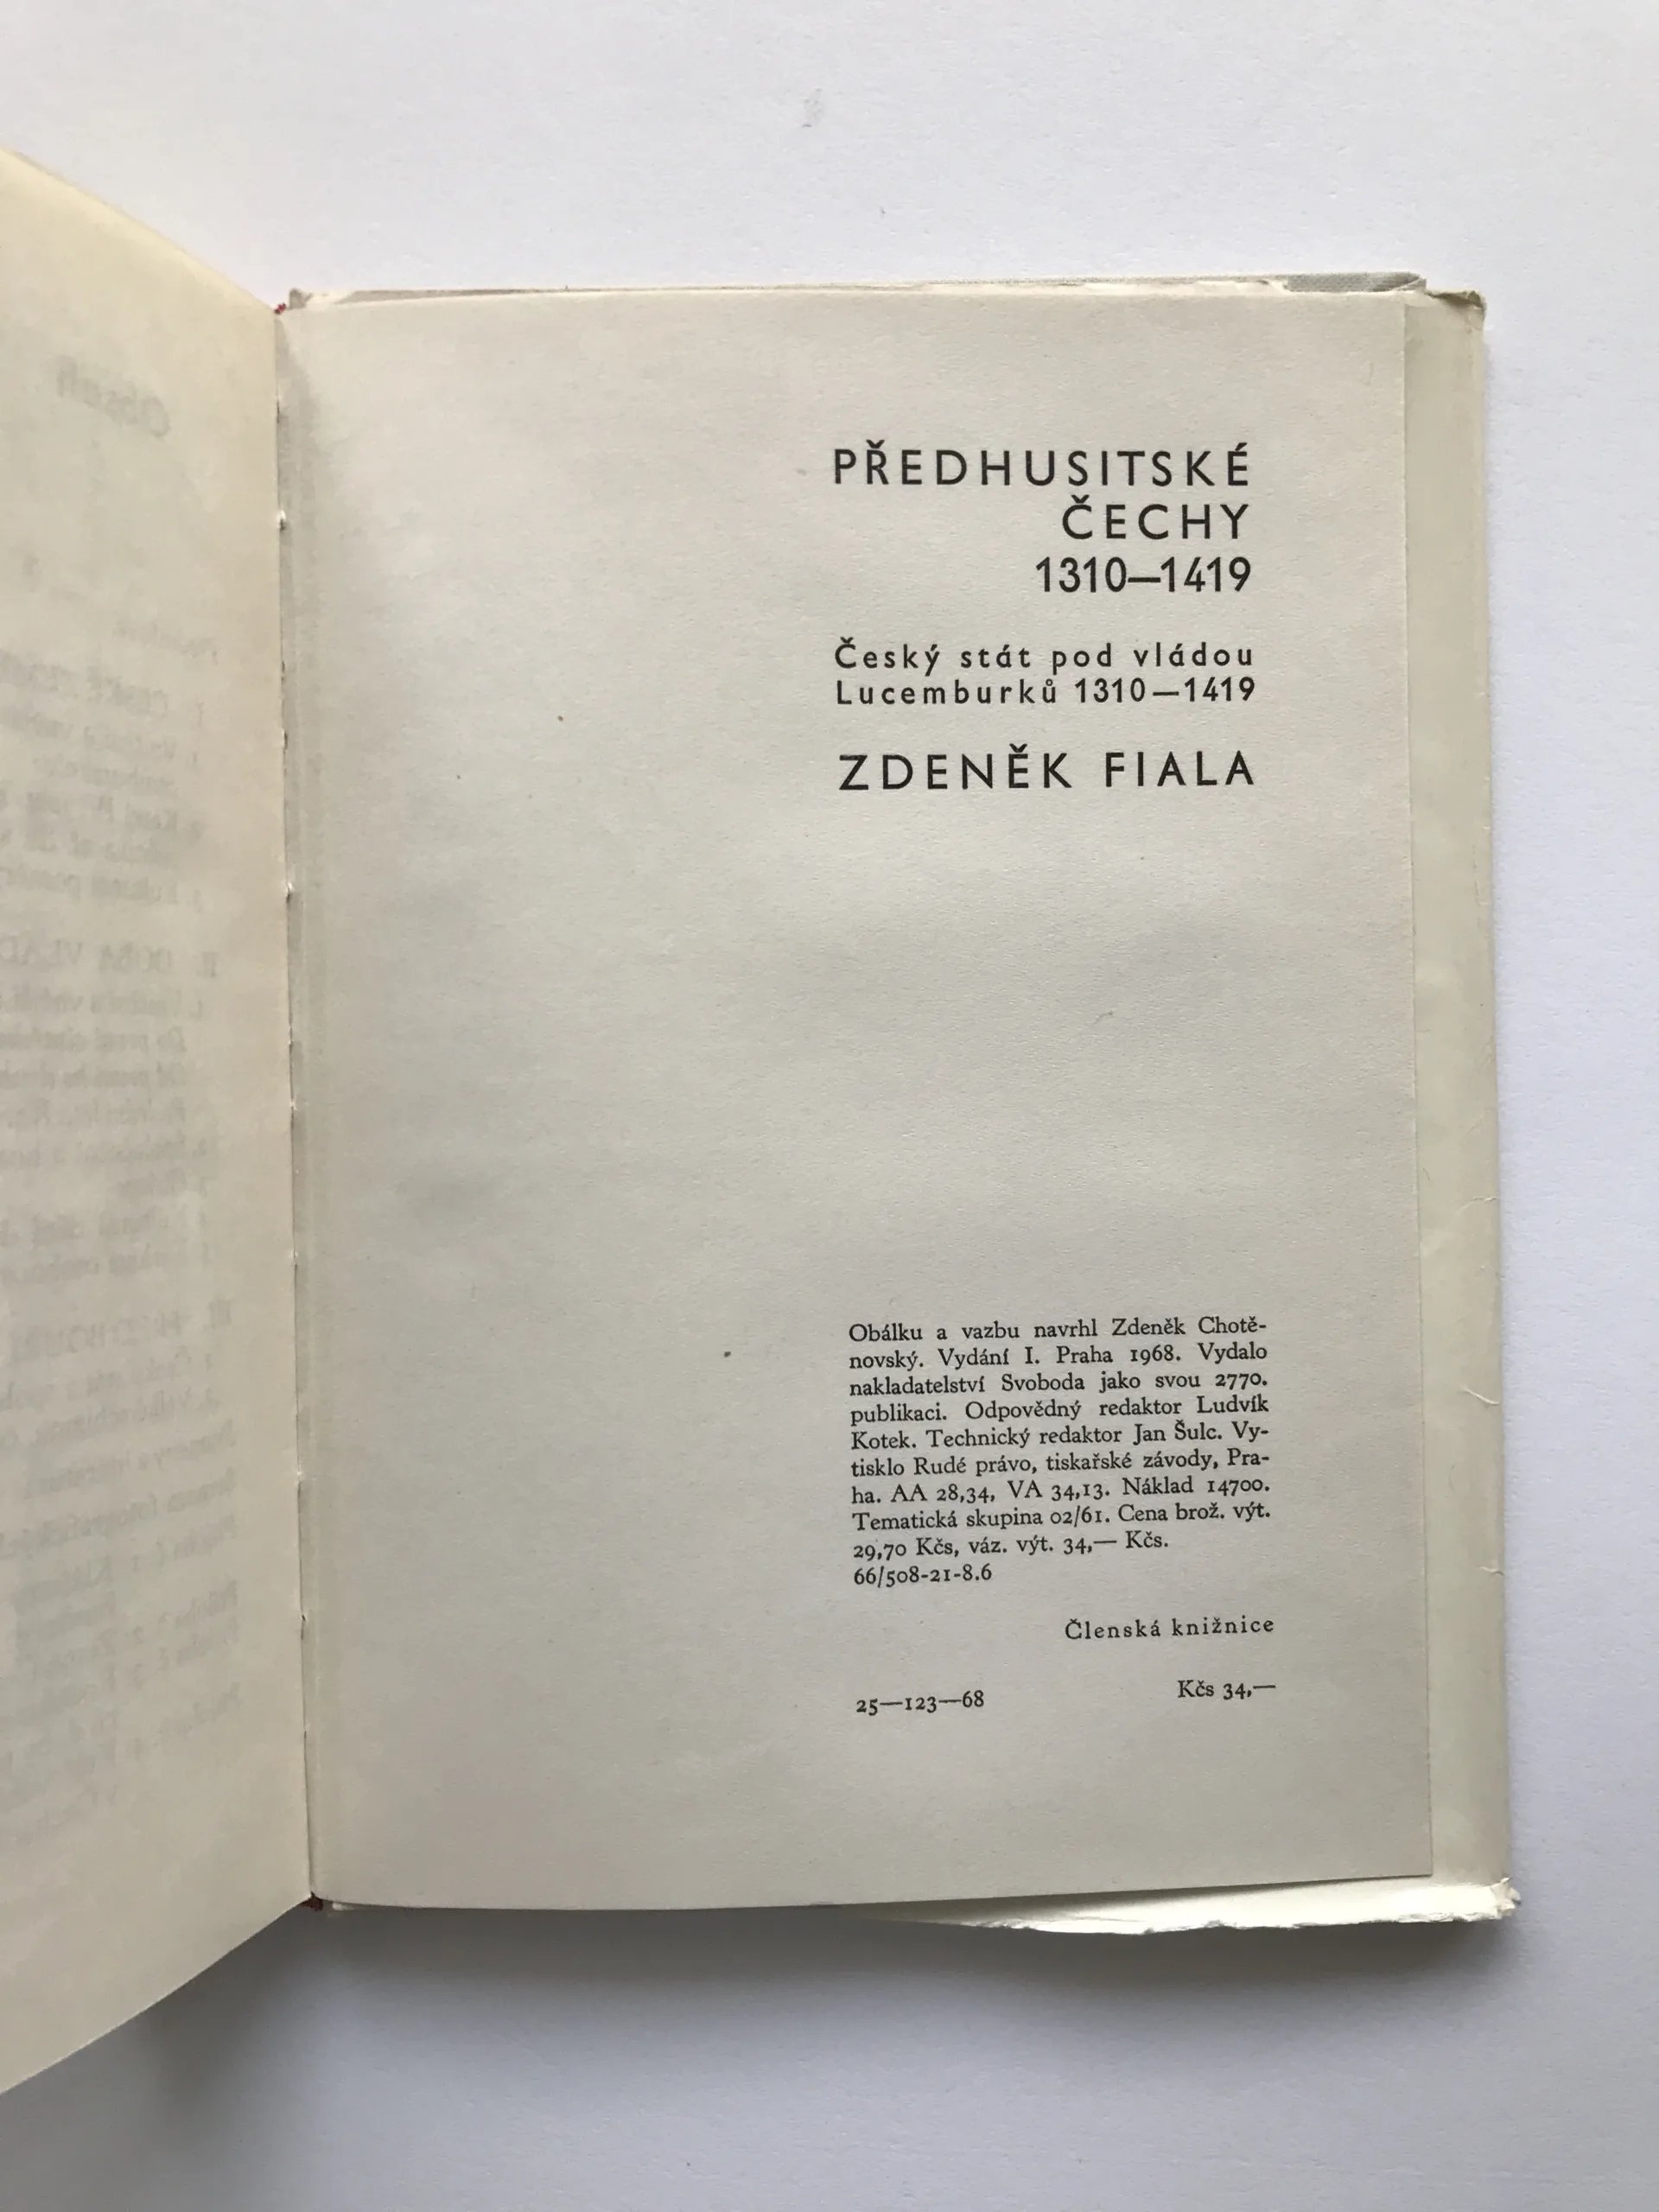 PŘEDHUSITSKÉ
ČECHY
1310—1419
Český stát pod vládou
Lucemburků 1310—1419
ZDENĚK FIALA
Obálku a vazbu navrhl Zdeněk Chotě-
novský. Vydání I. Praha 1968. Vydalo
nakladatelství Svoboda jako svou 2770.
publikaci. Odpovědný redaktor Ludvík
Kotek. Technický redaktor Jan Šulc. Vy-
tisklo Rudé právo, tiskařské závody, Pra-
ha. AA 28,34, VA 34,13. Náklad 14700.
Tematická skupina 02/61. Cena brož. výt.
29,70 Kčs, váz. výt. 34,— Kčs.
66/508-21-8.6
Členská knižnice
25—123—68 Kčs 34,—